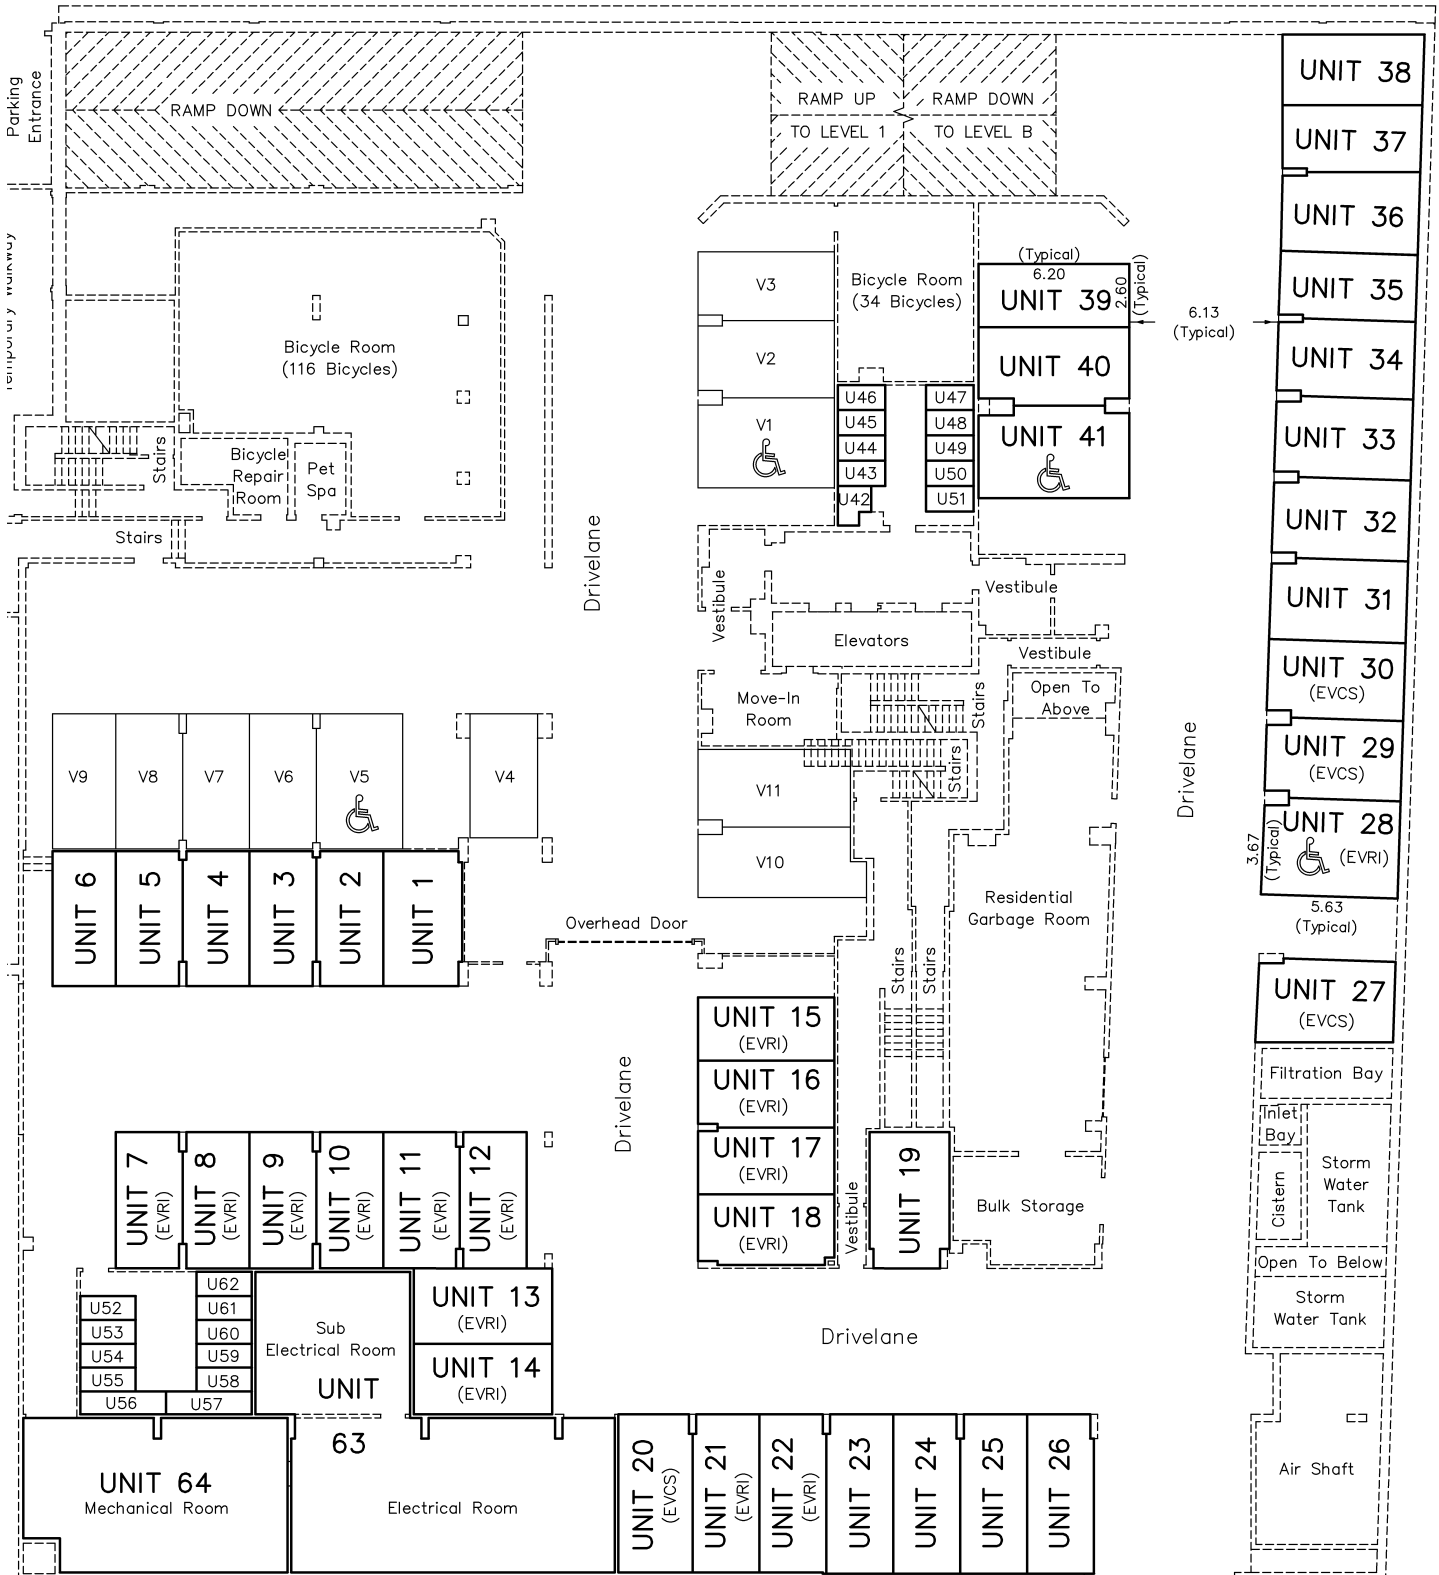 Parking
Entrance
RAMP DOWN
RAMP UP
TO LEVEL 1
RAMP DOWN
TO LEVEL B
UNIT 38
UNIT 37
UNIT 36
UNIT 35
UNIT 34
UNIT 33
UNIT 32
UNIT 31
UNIT 30
(EVCS)
UNIT 29
(EVCS)
UNIT 28
(EVRI)
3.67
(Typical)
5.63
(Typical)
UNIT 27
(EVCS)
Temporary Walkway
Bicycle Room
(116 Bicycles)
Bicycle
Repair
Room
Pet
Spa
Stairs
Stairs
Drivelane
V3
V2
V1
Bicycle Room
(34 Bicycles)
(Typical)
6.20
UNIT 39
2.60
(Typical)
6.13
(Typical)
UNIT 40
UNIT 41
U46
U45
U44
U43
U42
U47
U48
U49
U50
U51
Vestibule
Vestibule
Elevators
Vestibule
Move-In
Room
Stairs
Stairs
Open To
Above
Drivelane
V9
V8
V7
V6
V5
V4
V11
V10
UNIT 6
UNIT 5
UNIT 4
UNIT 3
UNIT 2
UNIT 1
Overhead Door
Residential
Garbage Room
Stairs
Stairs
UNIT 15
(EVRI)
UNIT 16
(EVRI)
UNIT 17
(EVRI)
UNIT 18
(EVRI)
Drivelane
Vestibule
UNIT 19
Bulk Storage
Filtration Bay
Inlet
Bay
Cistern
Storm
Water
Tank
Open To Below
Storm
Water Tank
Air Shaft
UNIT 7
(EVRI)
UNIT 8
(EVRI)
UNIT 9
(EVRI)
UNIT 10
(EVRI)
UNIT 11
(EVRI)
UNIT 12
(EVRI)
UNIT 13
(EVRI)
UNIT 14
(EVRI)
U52
U53
U54
U55
U56
U62
U61
U60
U59
U58
U57
Sub
Electrical Room
UNIT
63
Electrical Room
UNIT 64
Mechanical Room
Drivelane
UNIT 20
(EVCS)
UNIT 21
(EVRI)
UNIT 22
(EVRI)
UNIT 23
UNIT 24
UNIT 25
UNIT 26